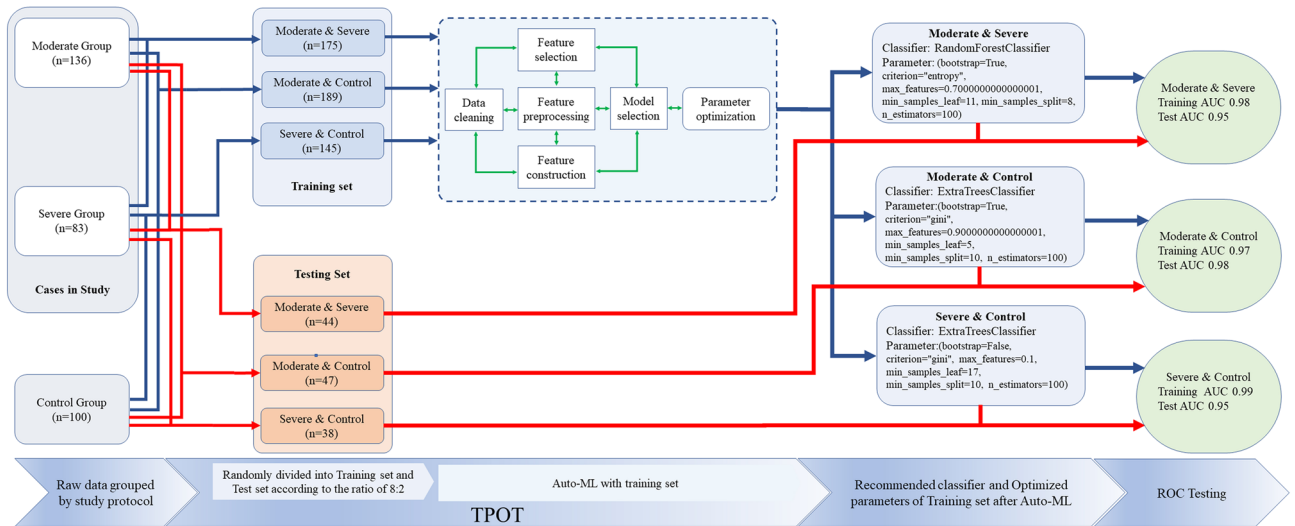 Moderate Group
(n=136)
Severe Group
(n=83)
Cases in Study
Control Group
(n=100)
Moderate & Severe
(n=175)
Moderate & Control
(n=189)
Severe & Control
(n=145)
Training set
Testing Set
Moderate & Severe
(n=44)
Moderate & Control
(n=47)
Severe & Control
(n=38)
Feature
selection
Data
cleaning
Feature
preprocessing
Model
selection
Parameter
optimization
Feature
construction
Moderate & Severe
Classifier: RandomForestClassifier
Parameter: (bootstrap=True,
criterion="entropy",
max_features=0.7000000000000001,
min_samples_leaf=11, min_samples_split=8,
n_estimators=100)
Moderate & Control
Classifier: ExtraTreesClassifier
Parameter:(bootstrap=True,
criterion="gini",
max_features=0.9000000000000001,
min_samples_leaf=5,
min_samples_split=10, n_estimators=100)
Severe & Control
Classifier: ExtraTreesClassifier
Parameter:(bootstrap=False,
criterion="gini", max_features=0.1,
min_samples_leaf=17,
min_samples_split=10, n_estimators=100)
Moderate & Severe
Training AUC 0.98
Test AUC 0.95
Moderate & Control
Training AUC 0.97
Test AUC 0.98
Severe & Control
Training AUC 0.99
Test AUC 0.95
Raw data grouped
by study protocol
Randomly divided into Training set and
Test set according to the ratio of 8:2
Auto-ML with training set
TPOT
Recommended classifier and Optimized
parameters of Training set after Auto-ML
ROC Testing